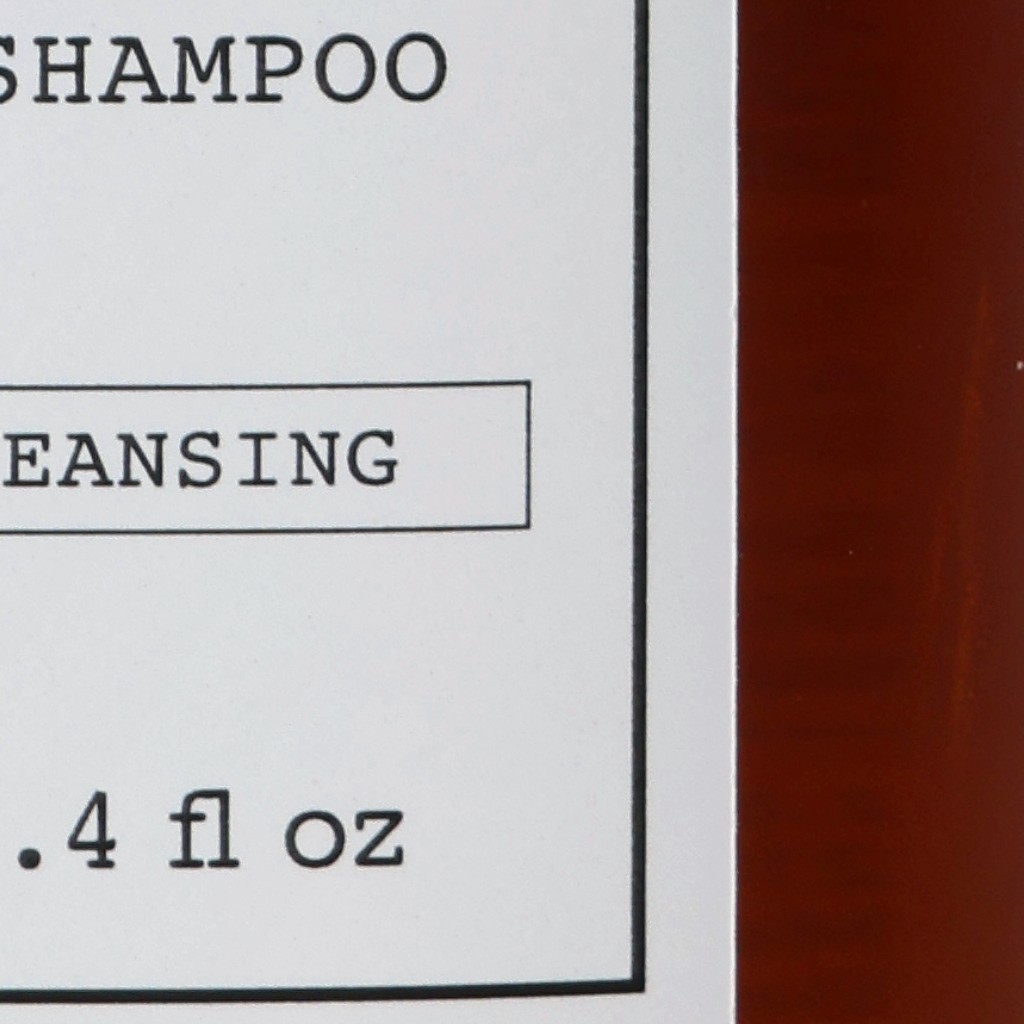 SHAMPOO
EANSING
.4 fl oz